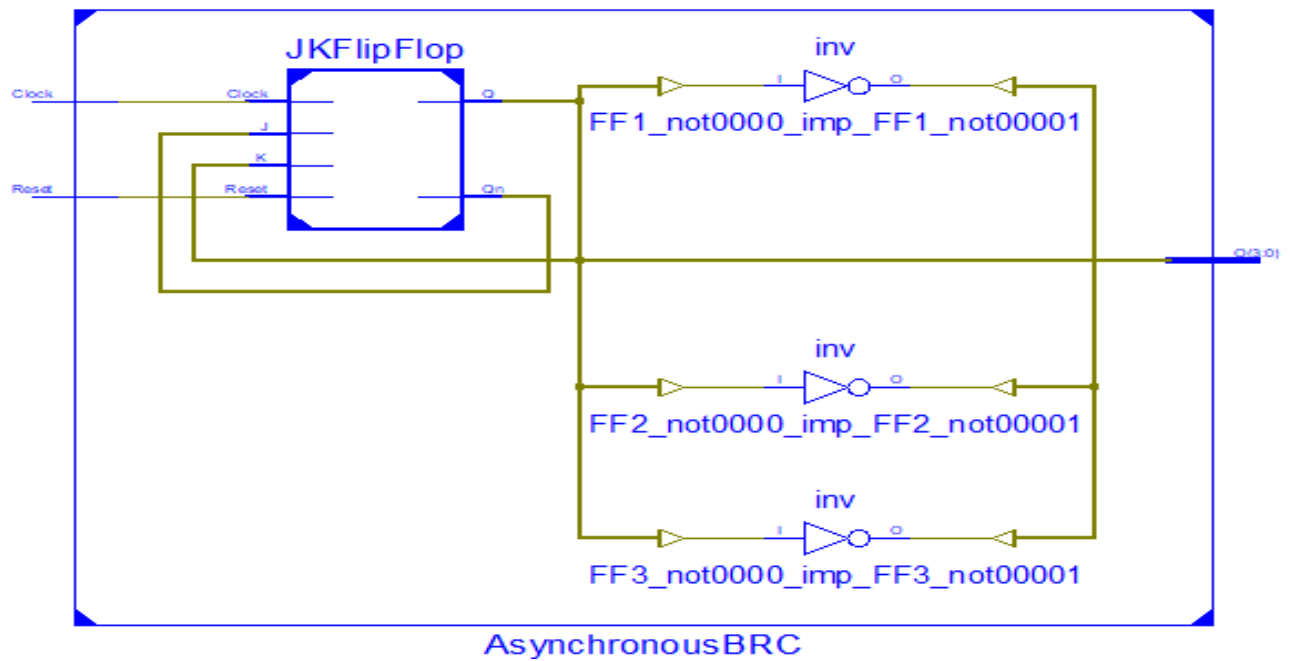 JKFlipFlop
inv
Clock
Clock
I
O
Q
FF1_not0000_imp_FF1_not00001
J
K
Reset
Reset
Qn
O(3:0)
inv
I
O
FF2_not0000_imp_FF2_not00001
inv
I
O
FF3_not0000_imp_FF3_not00001
AsynchronousBRC